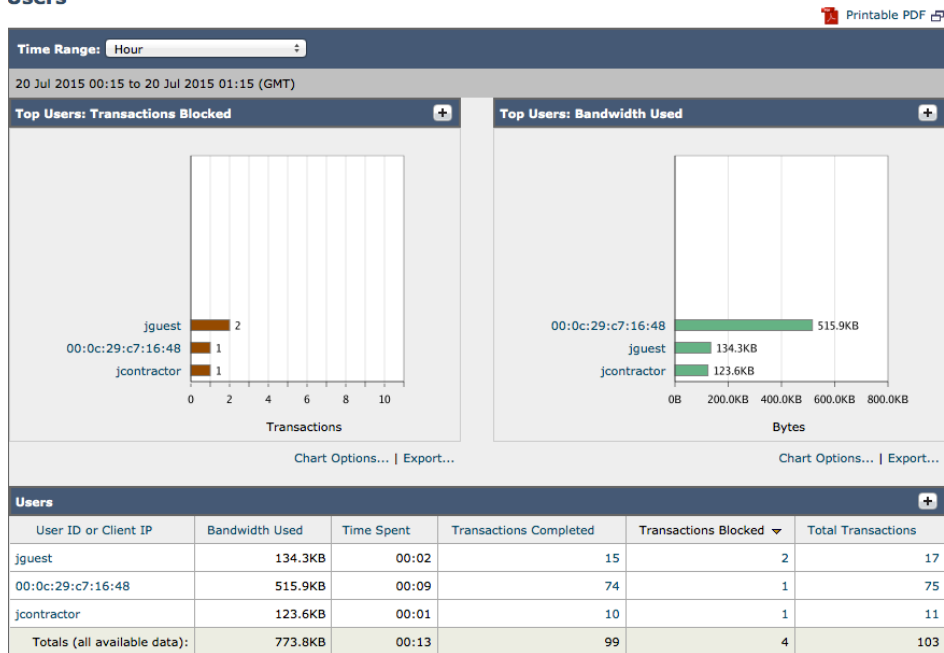 Users
Printable PDF
Time Range: Hour
20 Jul 2015 00:15 to 20 Jul 2015 01:15 (GMT)
Top Users: Transactions Blocked
jguest 2
00:0c:29:c7:16:48 1
jcontractor 1
0 2 4 6 8 10
Transactions
Chart Options... | Export...
Top Users: Bandwidth Used
00:0c:29:c7:16:48 515.9KB
jguest 134.3KB
jcontractor 123.6KB
0B 200.0KB 400.0KB 600.0KB 800.0KB
Bytes
Chart Options... | Export...
Users
User ID or Client IP Bandwidth Used Time Spent Transactions Completed Transactions Blocked Total Transactions
jguest 134.3KB 00:02 15 2 17
00:0c:29:c7:16:48 515.9KB 00:09 74 1 75
jcontractor 123.6KB 00:01 10 1 11
Totals (all available data): 773.8KB 00:13 99 4 103